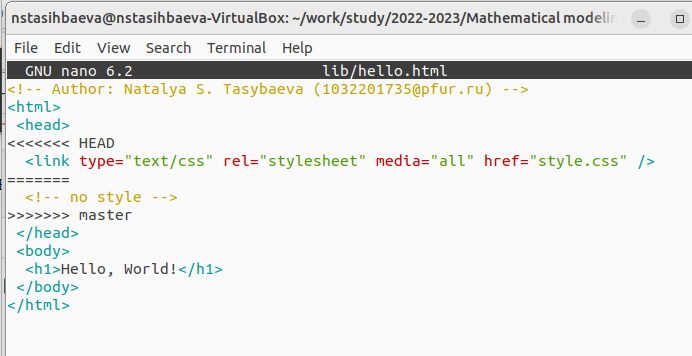 nstasihbaeva@nstasihbaeva-VirtualBox: ~/work/study/2022-2023/Mathematical modelin
File Edit View Search Terminal Help
GNU nano 6.2 lib/hello.html
<!-- Author: Natalya S. Tasybaeva (1032201735@pfur.ru) -->
<html>
<head>
<<<<<<< HEAD
<link type="text/css" rel="stylesheet" media="all" href="style.css" />
=======
<!-- no style -->
>>>>>>> master
</head>
<body>
<h1>Hello, World!</h1>
</body>
</html>